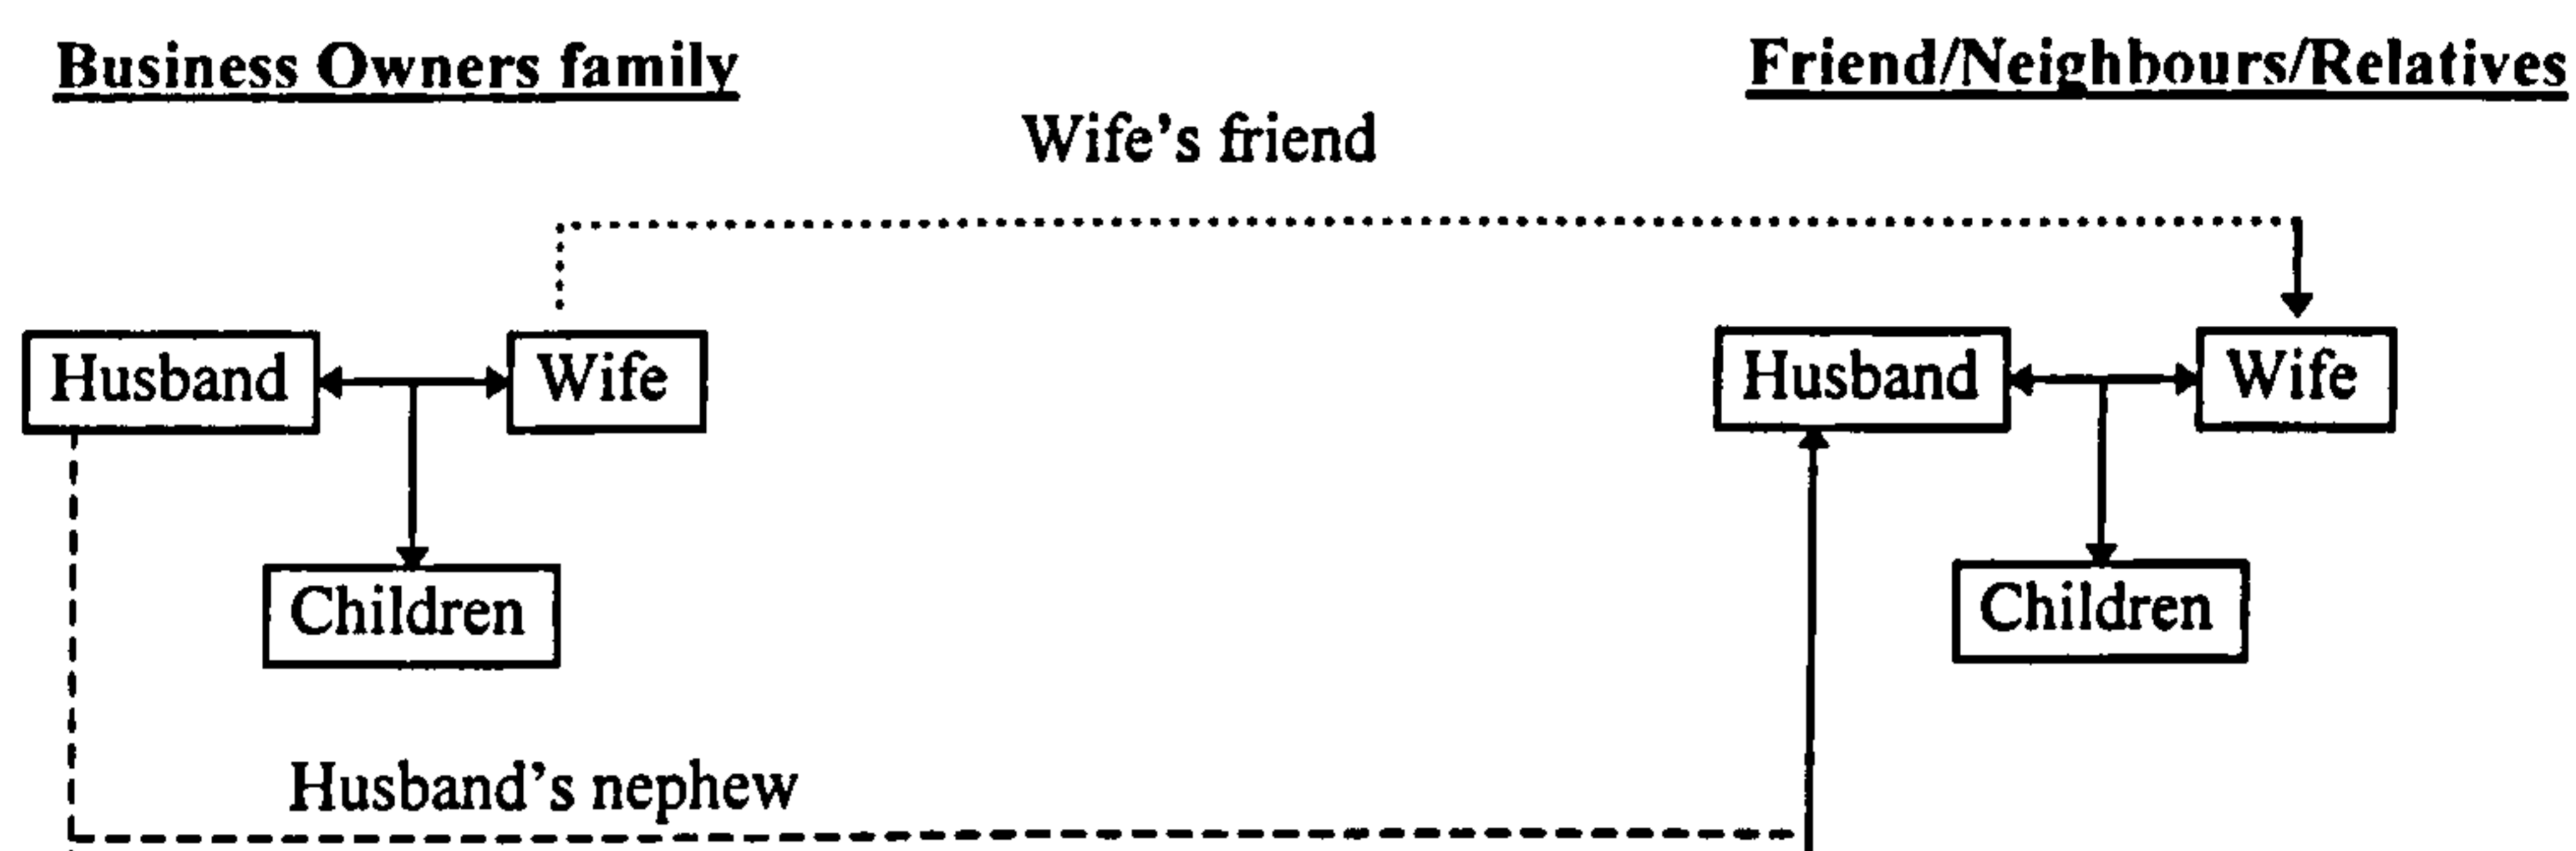 Business Owners family
Friend/Neighbours/Relatives
Wife's friend
Husband
Wife
Husband
Wife
Children
Children
Husband's nephew